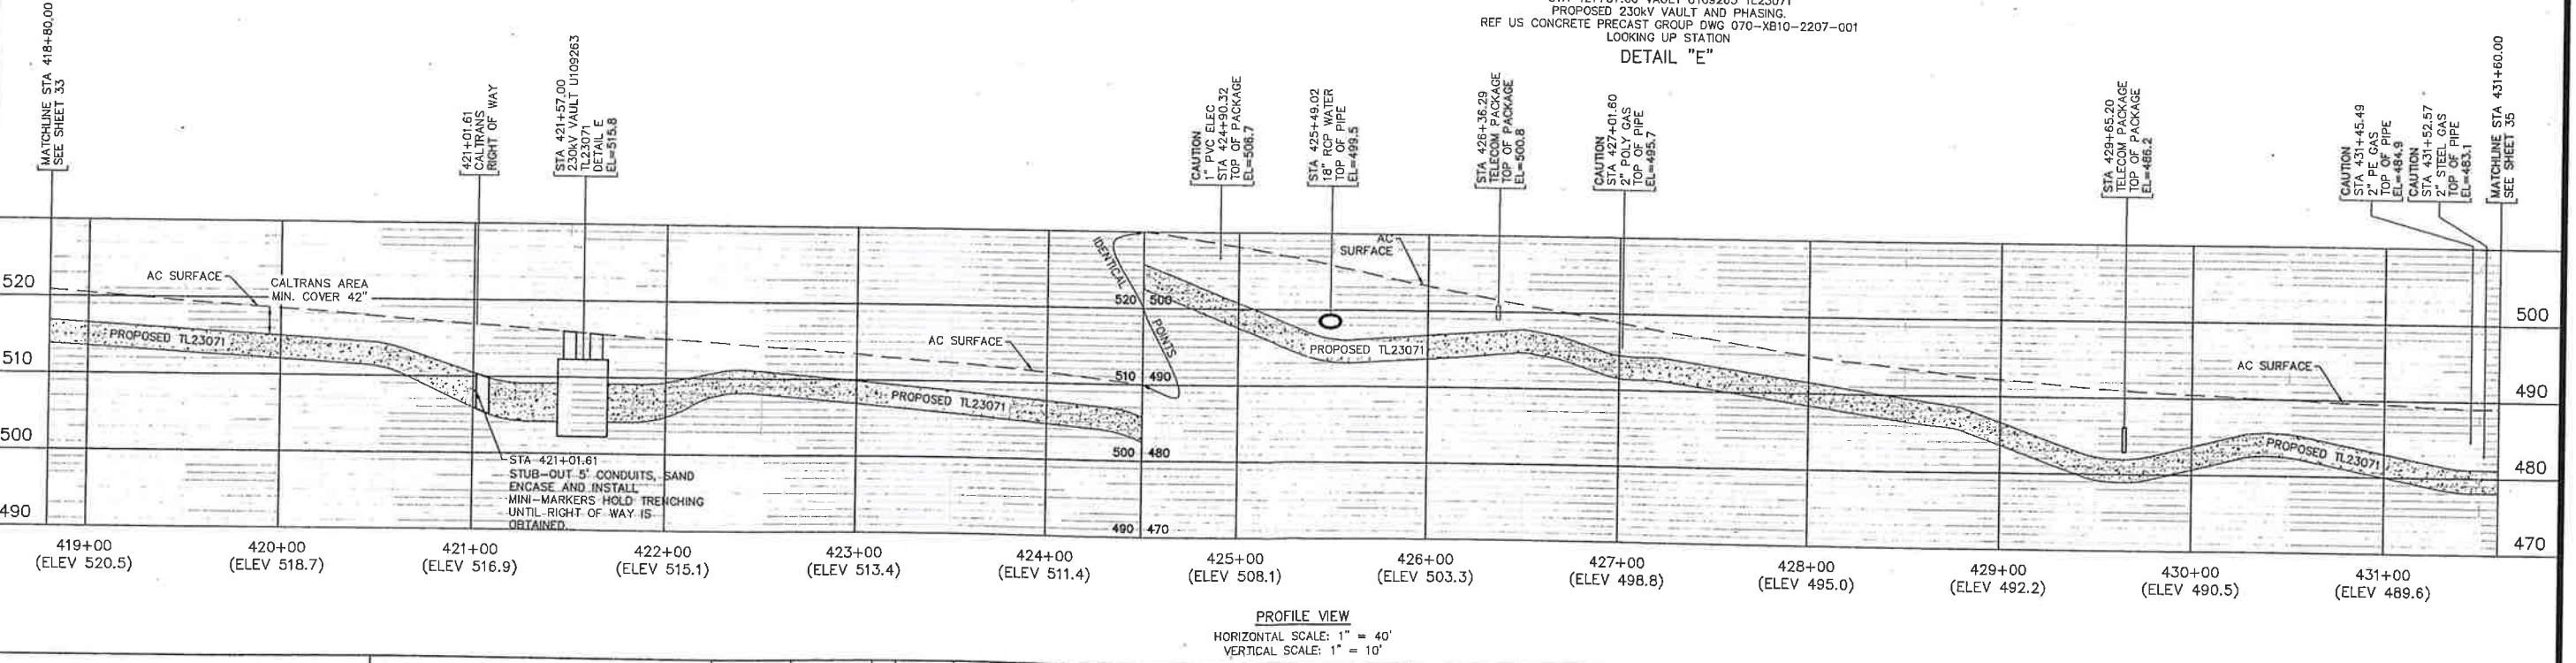 PROPOSED 230kV VAULT AND PHASING.
REF US CONCRETE PRECAST GROUP DWG 070-XB10-2207-001
LOOKING UP STATION
DETAIL "E"
MATCHLINE STA 418+80.00
SEE SHEET 33
421+01.61
CALTRANS
RIGHT OF WAY
STA 421+57.00
230kV VAULT U109263
TL23071
DETAIL E
EL=515.8
CAUTION
1" PVC ELEC
STA 424+90.32
TOP OF PACKAGE
EL=506.7
STA 425+49.02
18" RCP WATER
TOP OF PIPE
EL=499.5
STA 426+36.29
TELECOM PACKAGE
TOP OF PACKAGE
EL=500.8
CAUTION
STA 427+01.60
2" POLY GAS
TOP OF PIPE
EL=495.7
STA 429+65.20
TELECOM PACKAGE
TOP OF PACKAGE
EL=486.2
CAUTION
STA 431+45.49
2" PE GAS
TOP OF PIPE
EL=484.9
CAUTION
STA 431+52.57
2" STEEL GAS
TOP OF PIPE
EL=483.1
MATCHLINE STA 431+60.00
SEE SHEET 35
520
510
500
490
AC SURFACE
CALTRANS AREA
MIN. COVER 42"
PROPOSED TL23071
STA 421+01.61
STUB-OUT 5' CONDUITS, SAND
ENCASE AND INSTALL
MINI-MARKERS HOLD TRENCHING
UNTIL RIGHT OF WAY IS
OBTAINED.
PROPOSED TL23071
AC SURFACE
IDENTICAL POINTS
520 500
510 490
500 480
490 470
AC
SURFACE
PROPOSED TL23071
AC SURFACE
PROPOSED TL23071
500
490
480
470
419+00
(ELEV 520.5)
420+00
(ELEV 518.7)
421+00
(ELEV 516.9)
422+00
(ELEV 515.1)
423+00
(ELEV 513.4)
424+00
(ELEV 511.4)
425+00
(ELEV 508.1)
426+00
(ELEV 503.3)
427+00
(ELEV 498.8)
428+00
(ELEV 495.0)
429+00
(ELEV 492.2)
430+00
(ELEV 490.5)
431+00
(ELEV 489.6)
PROFILE VIEW
HORIZONTAL SCALE: 1" = 40'
VERTICAL SCALE: 1" = 10'